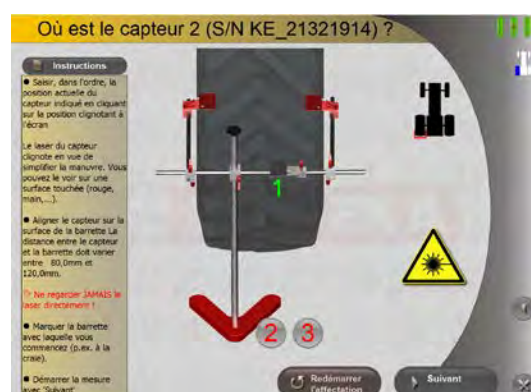 Où est le capteur 2 (S/N KE_21321914) ?
Instructions
● Saisir, dans l'ordre, la
position actuelle du
capteur indiqué en cliquant
sur la position clignotant à
l'écran
Le laser du capteur
clignote en vue de
simplifier la manuvre. Vous
pouvez le voir sur une
surface touchée (rouge,
main,...).
● Aligner le capteur sur la
surface de la barrette La
distance entre le capteur
et la barrette doit varier
entre 80,0mm et
120,0mm.
Ne regarder JAMAIS le
laser directement !
● Marquer la barrette
avec laquelle vous
commencez (p.ex. à la
craie).
● Démarrer la mesure
avec 'Suivant'
1
2
3
Redémarrer
l'affectation
Suivant